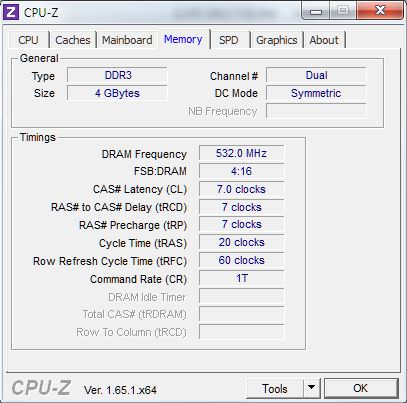 CPU-Z
CPU Caches Mainboard Memory SPD Graphics About
General
Type DDR3 Channel # Dual
Size 4 GBytes DC Mode Symmetric
NB Frequency
Timings
DRAM Frequency 532.0 MHz
FSB:DRAM 4:16
CAS# Latency (CL) 7.0 clocks
RAS# to CAS# Delay (tRCD) 7 clocks
RAS# Precharge (tRP) 7 clocks
Cycle Time (tRAS) 20 clocks
Row Refresh Cycle Time (tRFC) 60 clocks
Command Rate (CR) 1T
DRAM Idle Timer
Total CAS# (tRDRAM)
Row To Column (tRCD)
CPU-Z Ver. 1.65.1.x64 Tools OK